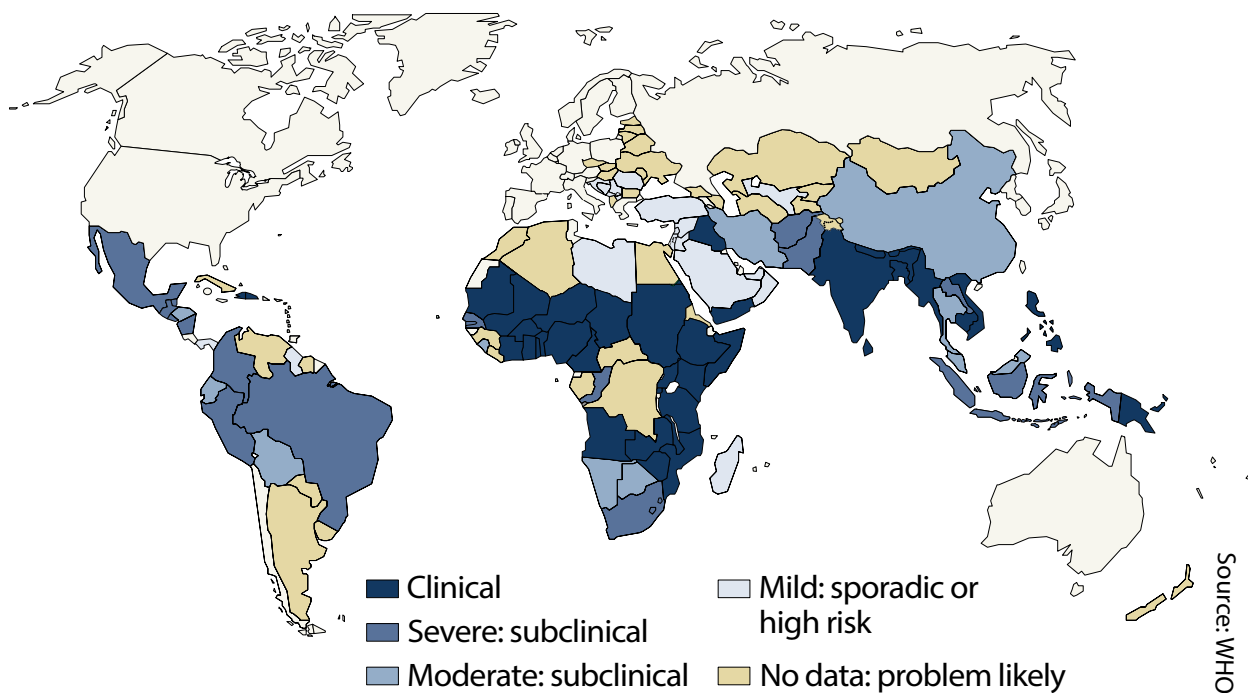 Clinical
Severe: subclinical
Moderate: subclinical
Mild: sporadic or
high risk
No data: problem likely
Source: WHO